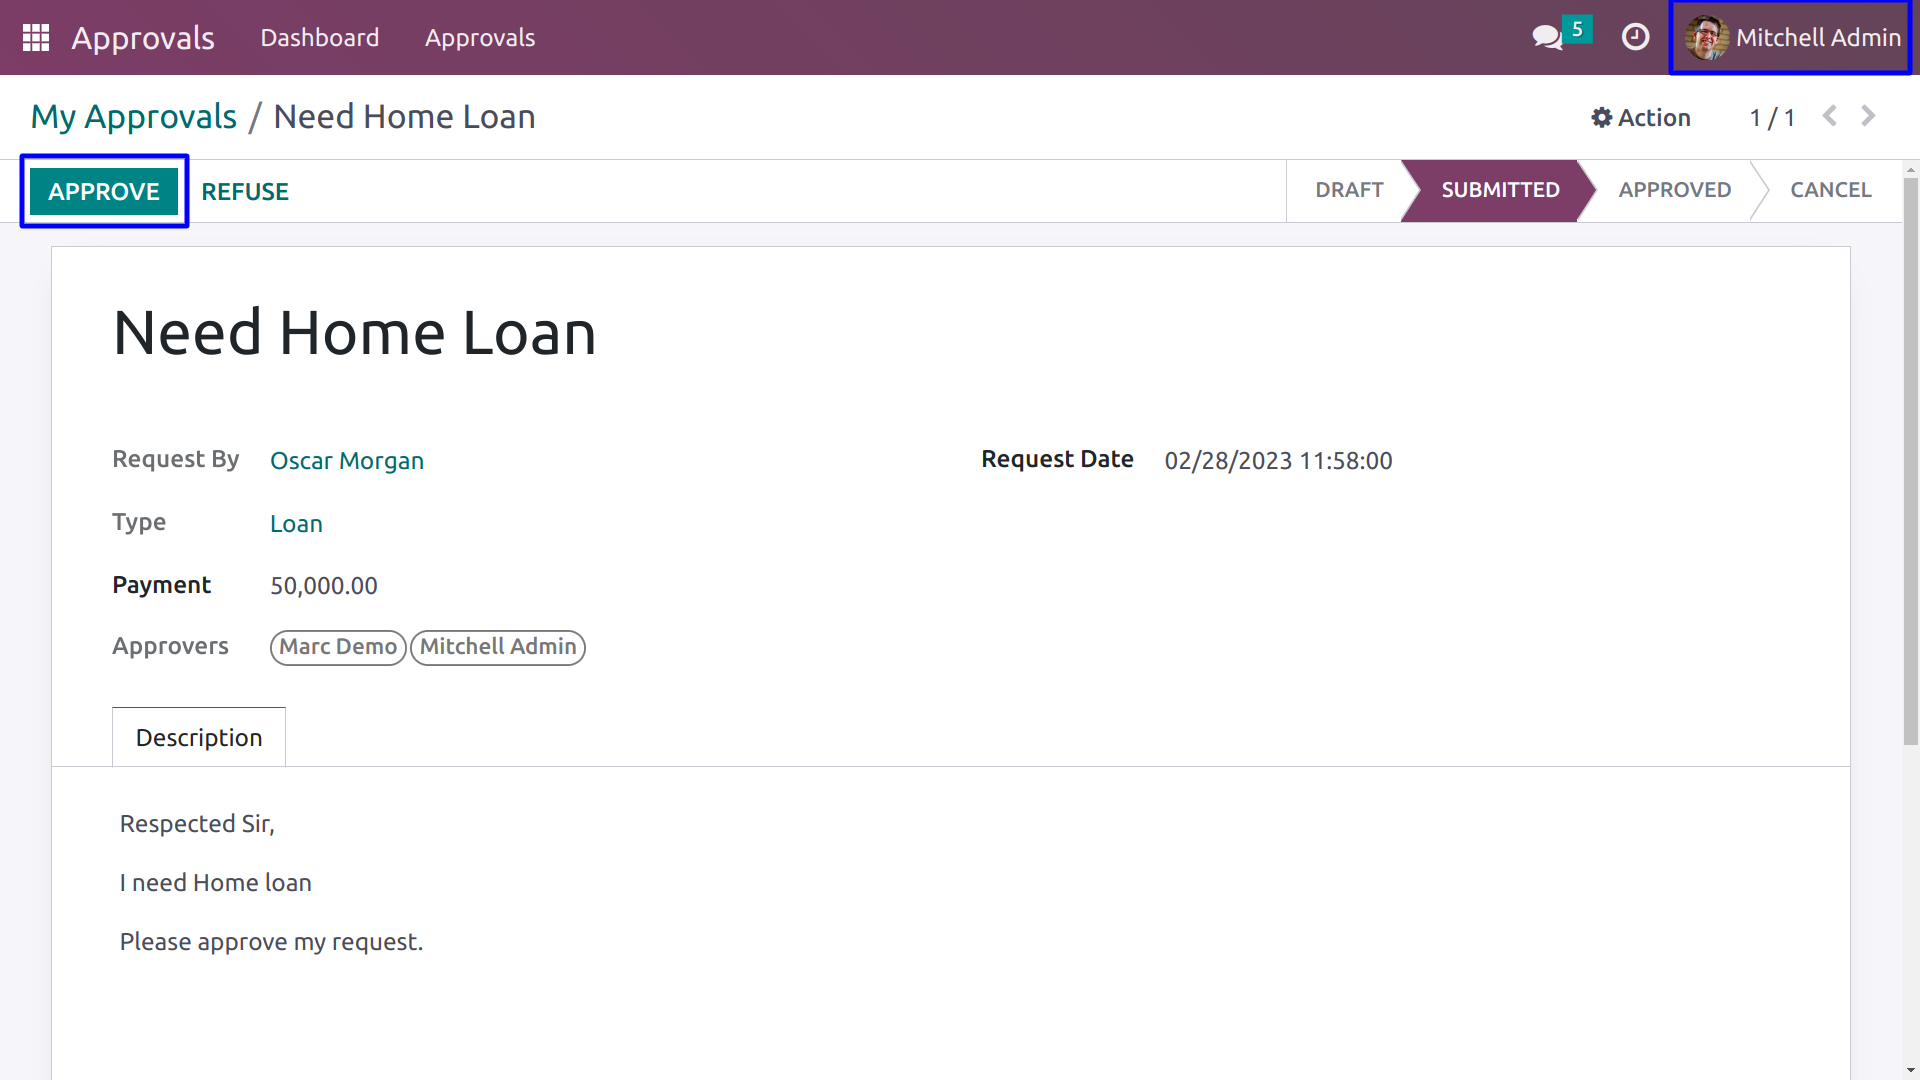 Approvals Dashboard Approvals 5 Mitchell Admin
My Approvals / Need Home Loan Action 1 / 1
APPROVE REFUSE DRAFT SUBMITTED APPROVED CANCEL
Need Home Loan
Request By Oscar Morgan Request Date 02/28/2023 11:58:00
Type Loan
Payment 50,000.00
Approvers Marc Demo Mitchell Admin
Description
Respected Sir,
I need Home loan
Please approve my request.